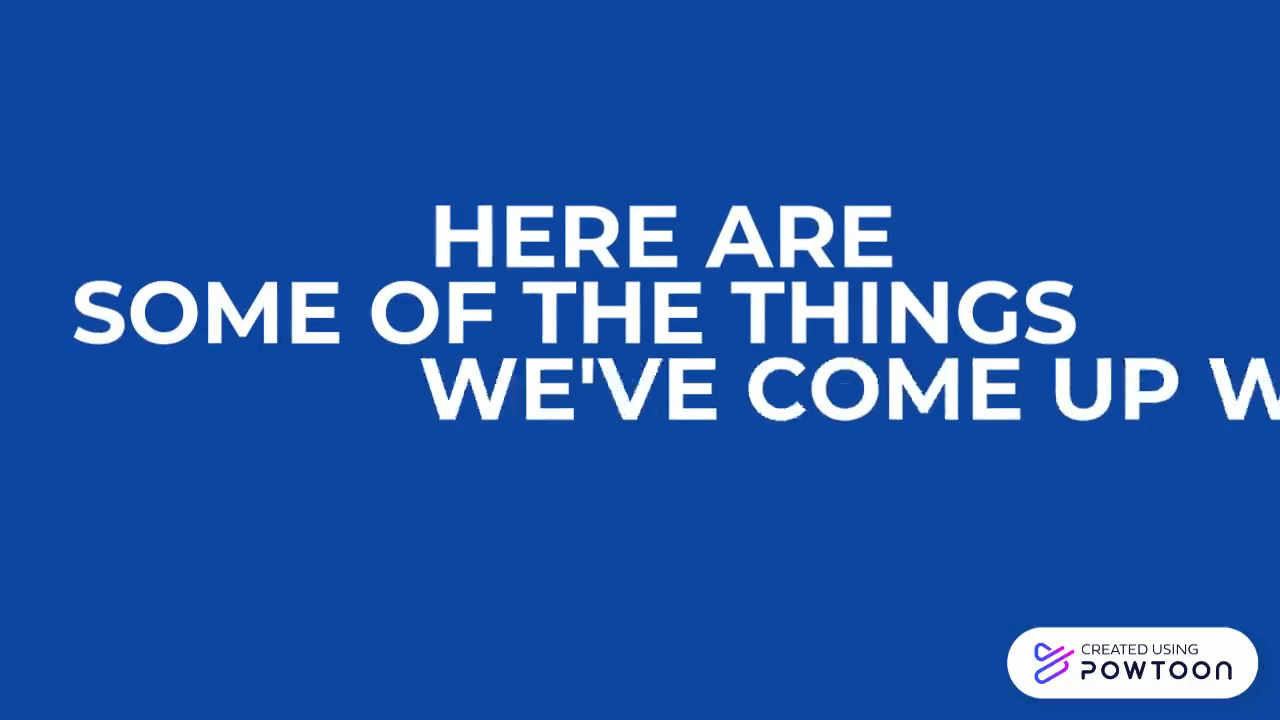 HERE ARE
SOME OF THE THINGS
WE'VE COME UP W
CREATED USING
POWTOON